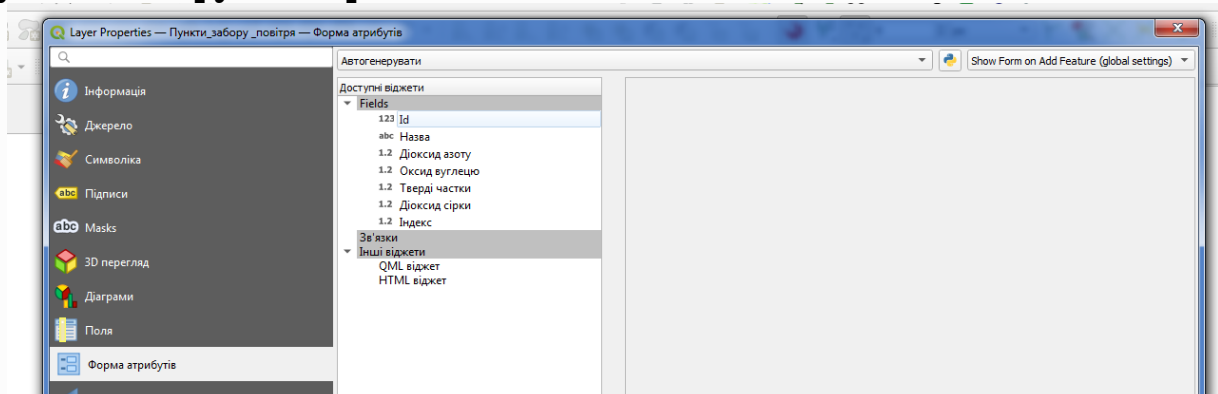 Layer Properties — Пункти_забору _повітря — Форма атрибутів
Автогенерувати
Show Form on Add Feature (global settings)
Інформація
Джерело
Символіка
abc Підписи
abc Masks
3D перегляд
Діаграми
Поля
Форма атрибутів
Доступні віджети
Fields
123 Id
abc Назва
1.2 Діоксид азоту
1.2 Оксид вуглецю
1.2 Тверді частки
1.2 Діоксид сірки
1.2 Індекс
Зв'язки
Інші віджети
QML віджет
HTML віджет